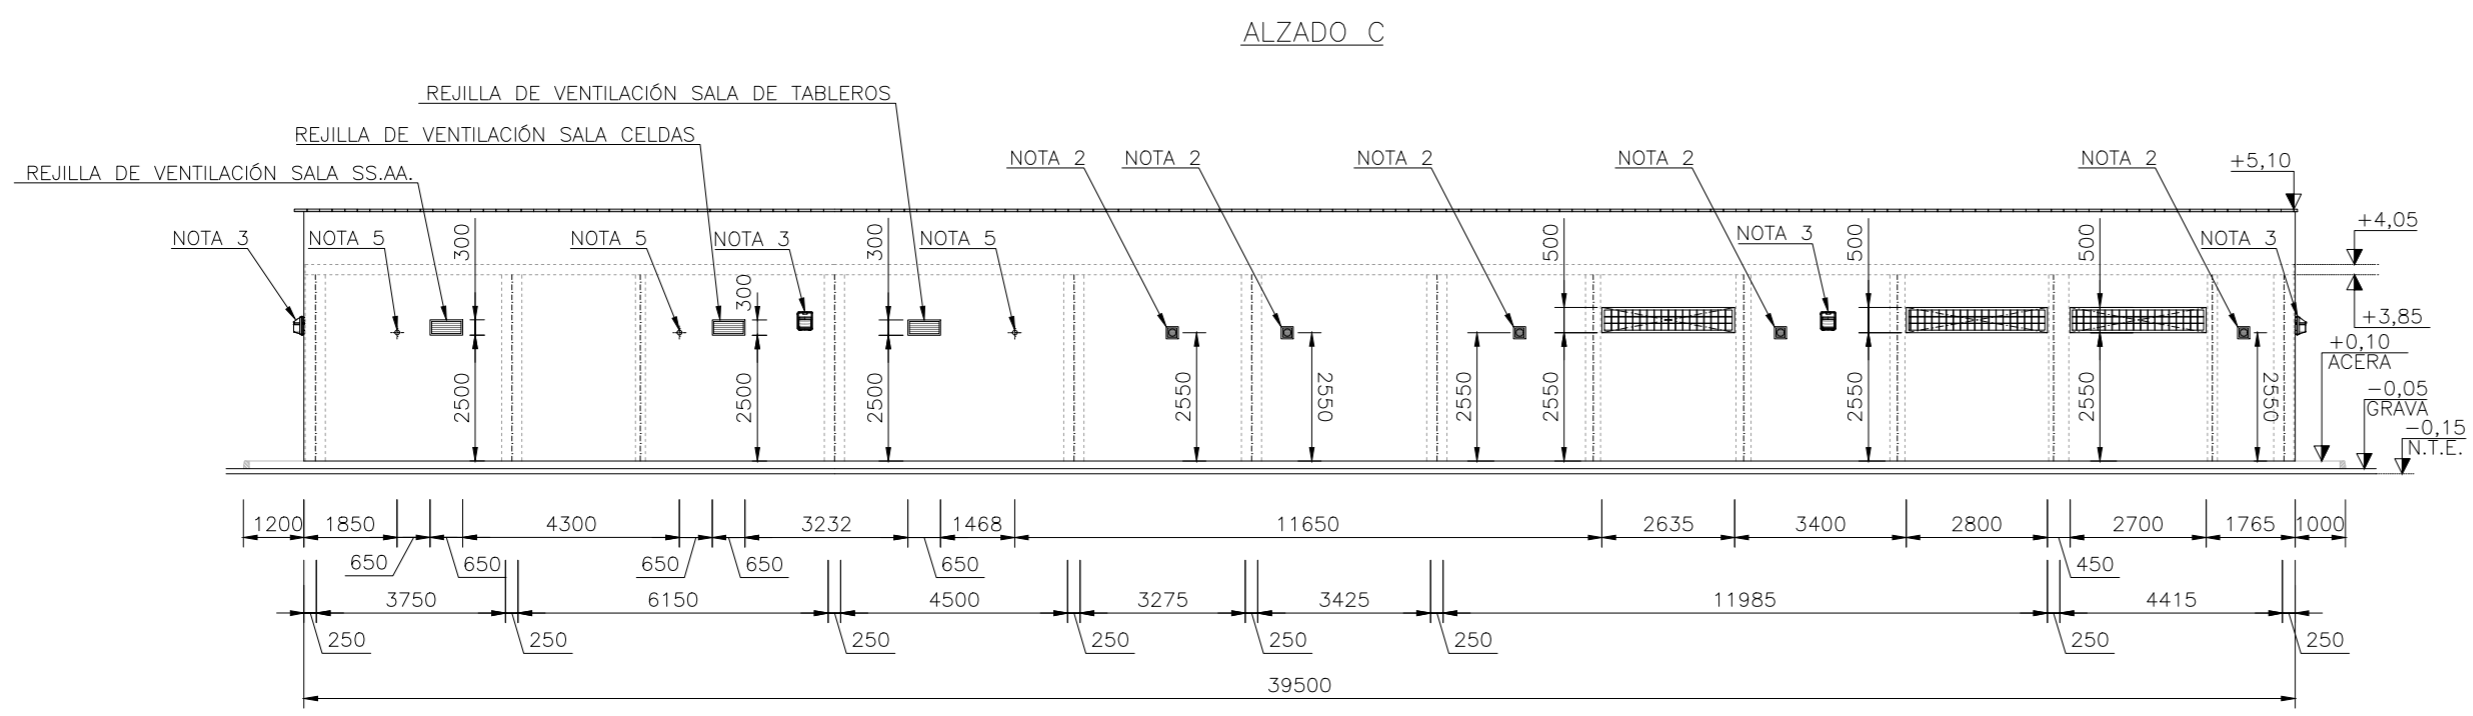 ALZADO C
REJILLA DE VENTILACIÓN SALA DE TABLEROS
REJILLA DE VENTILACIÓN SALA CELDAS
REJILLA DE VENTILACIÓN SALA SS.AA.
NOTA 2
NOTA 2
NOTA 2
NOTA 2
NOTA 2
+5,10
NOTA 3
NOTA 5
300
NOTA 5
NOTA 3
300
NOTA 5
500
NOTA 3
500
500
NOTA 3
+4,05
300
+3,85
+0,10
ACERA
2500
2500
2500
2550
2550
2550
2550
2550
2550
2550
-0,05
GRAVA
-0,15
N.T.E.
1200
1850
4300
3232
1468
11650
2635
3400
2800
2700
1765
1000
650
650
650
650
650
450
3750
6150
4500
3275
3425
11985
4415
250
250
250
250
250
250
250
250
39500